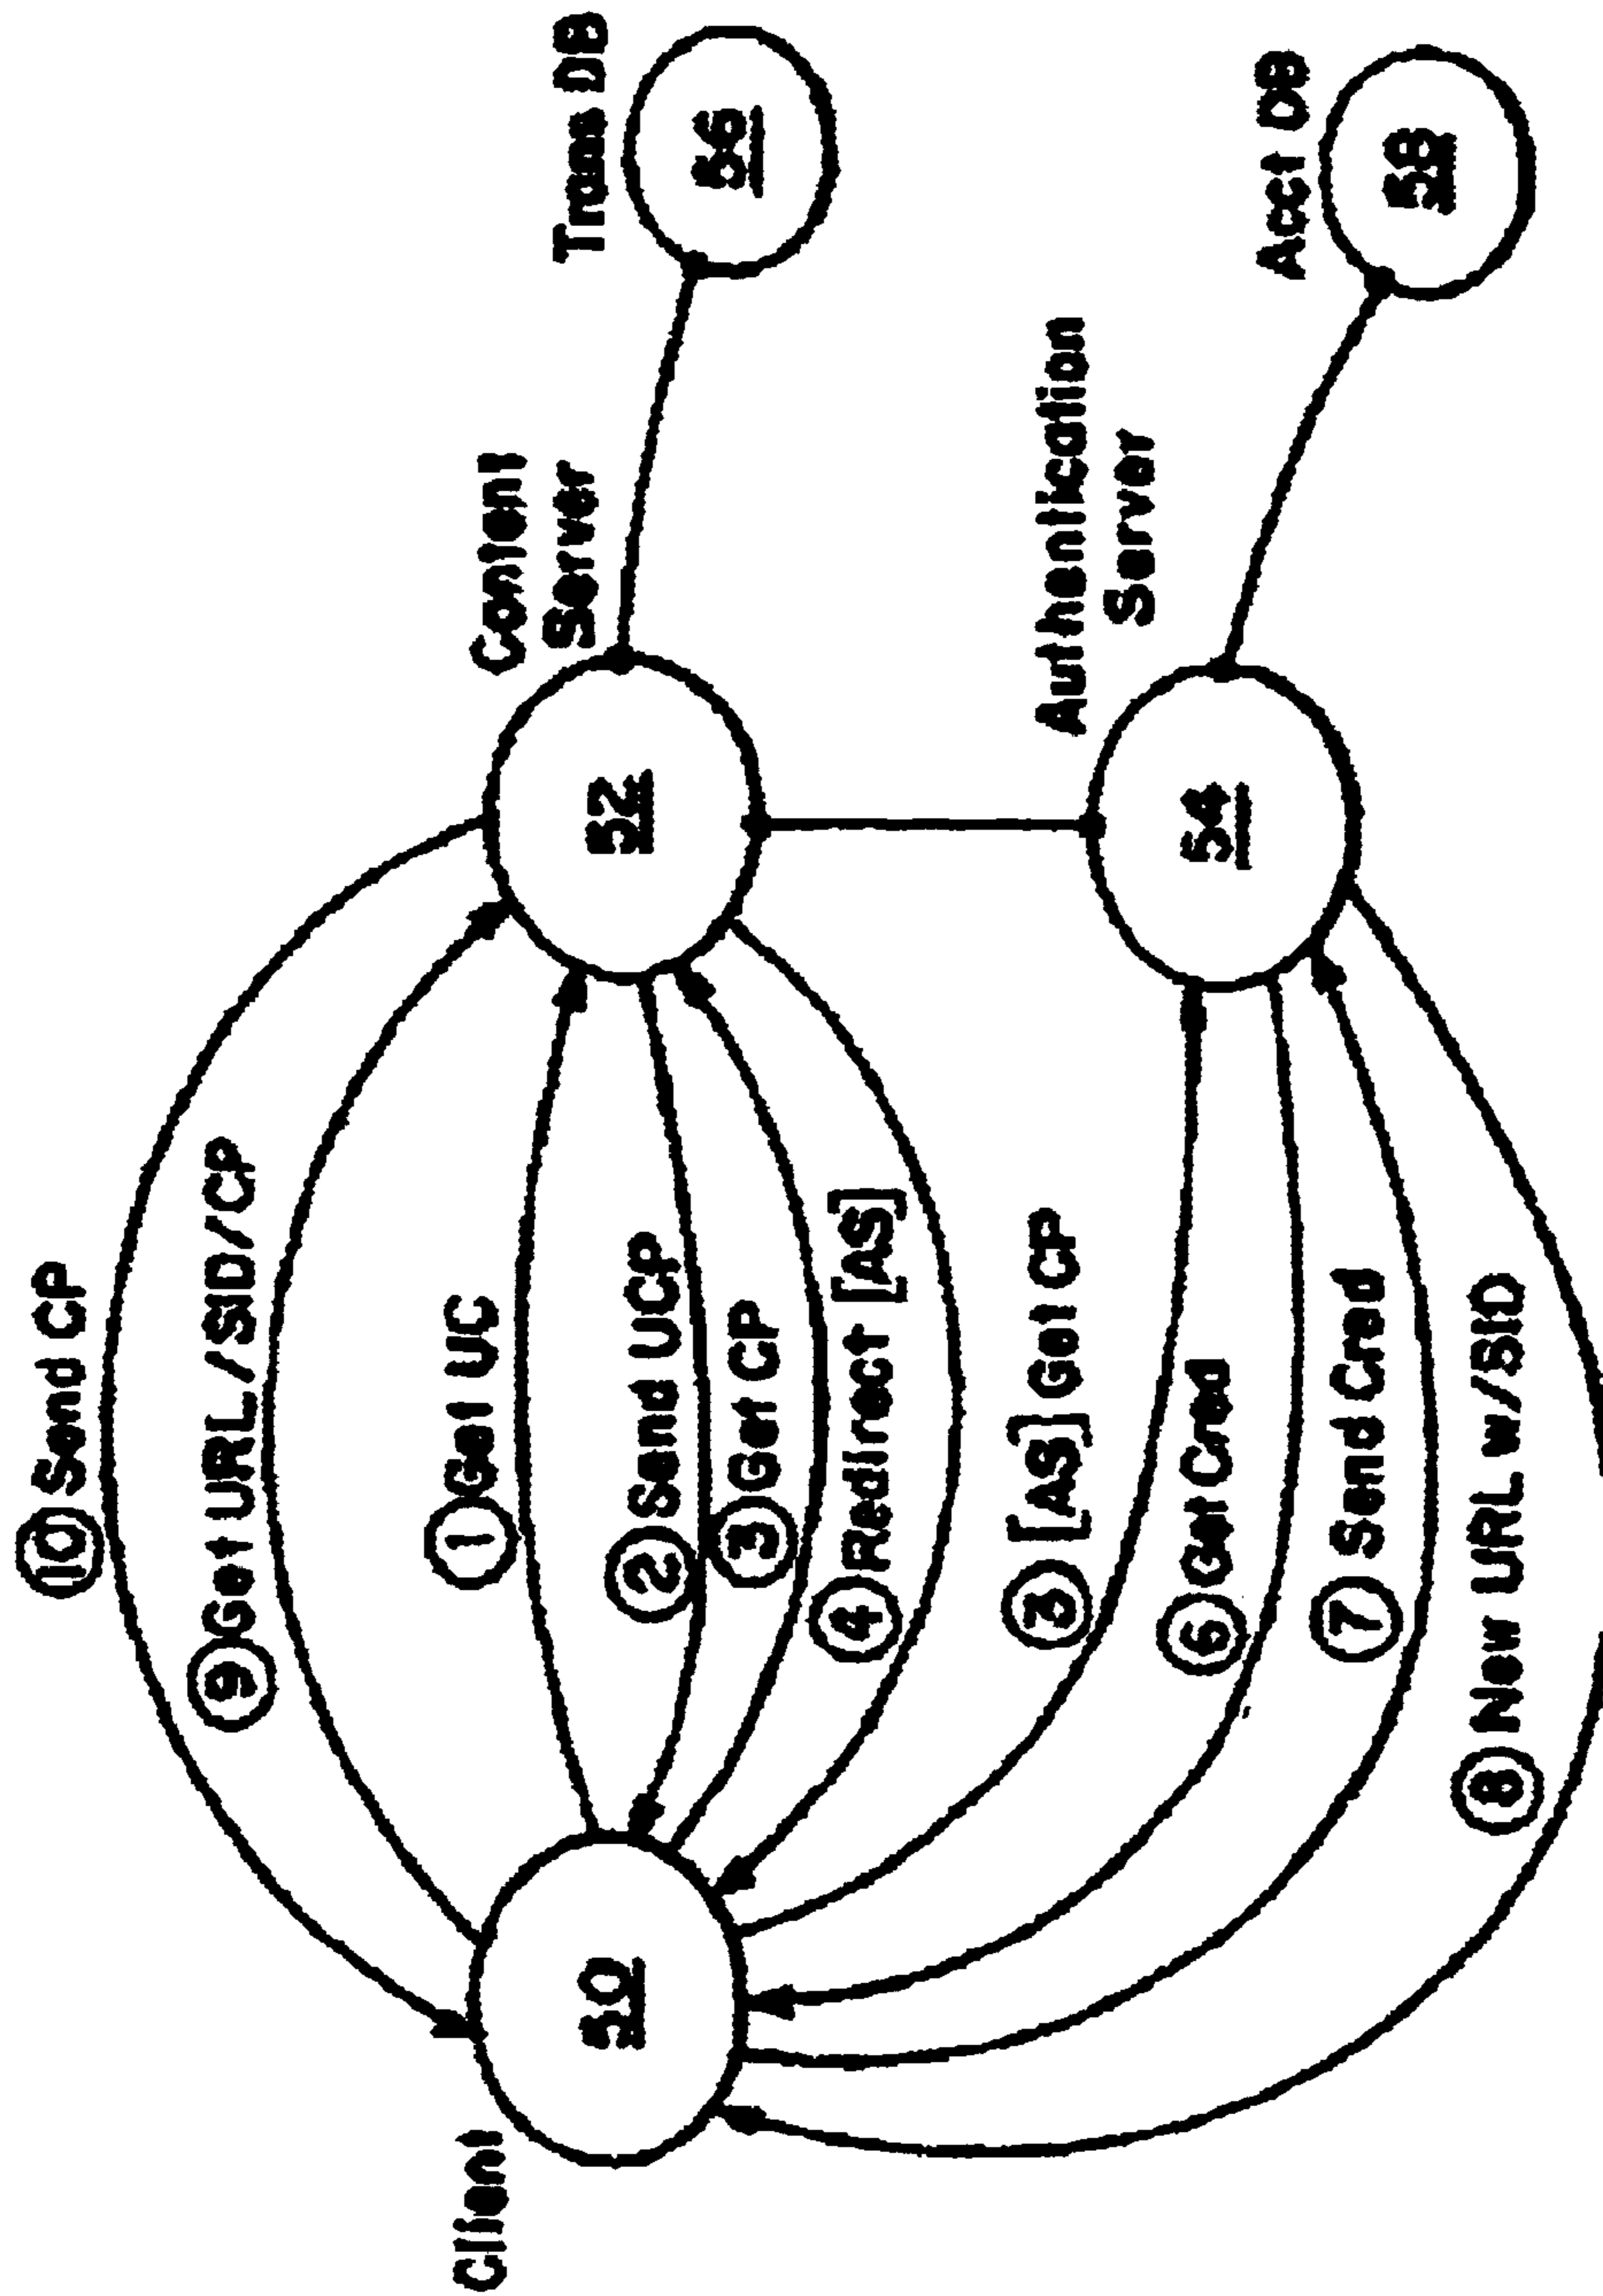 ⑩ Send CP
⑨ Get URL/SID/CP
① Get UC
② Send UCP
③ Get CP
④ Redirect [AS]
⑤ [AS] Get CP
⑥ Get Cred
⑦ Send Cred
⑧ New URL w/SID
Client
50
Content
Server
52
Trans DB
56
Authentication
Server
54
Acct DB
58